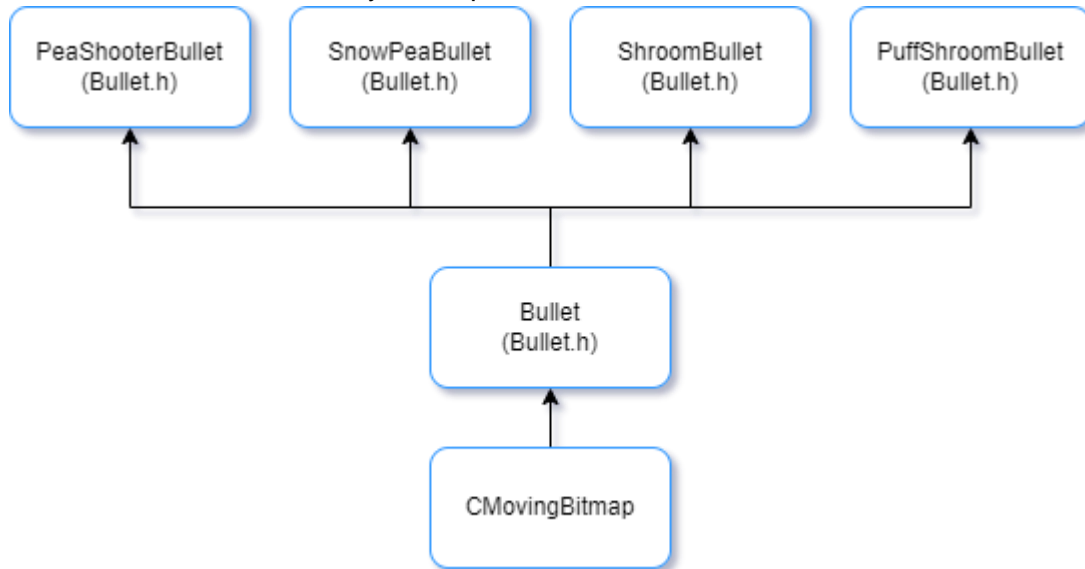 PeaShooterBullet
(Bullet.h)
SnowPeaBullet
(Bullet.h)
ShroomBullet
(Bullet.h)
PuffShroomBullet
(Bullet.h)
Bullet
(Bullet.h)
CMovingBitmap